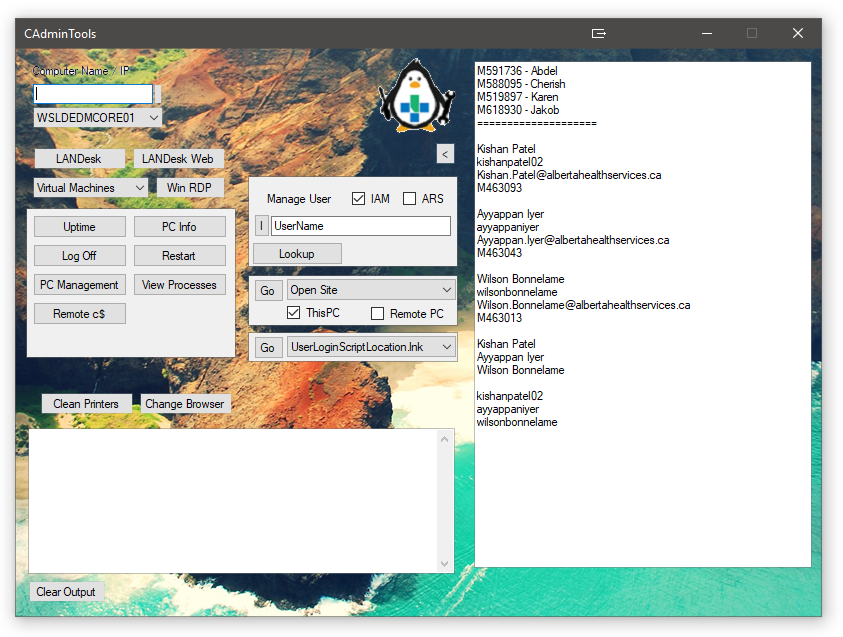 CAdminTools
Computer Name / IP
WSLDEDMCORE01
LANDesk
LANDesk Web
Virtual Machines
Win RDP
Uptime
PC Info
Log Off
Restart
PC Management
View Processes
Remote c$
<
Manage User
IAM
ARS
I
UserName
Lookup
Go
Open Site
ThisPC
Remote PC
Go
UserLoginScriptLocation.lnk
Clean Printers
Change Browser
Clear Output
M591736 - Abdel
M588095 - Cherish
M519897 - Karen
M618930 - Jakob
====================
Kishan Patel
kishanpatel02
Kishan.Patel@albertahealthservices.ca
M463093
Ayyappan Iyer
ayyappaniyer
Ayyappan.Iyer@albertahealthservices.ca
M463043
Wilson Bonnelame
wilsonbonnelame
Wilson.Bonnelame@albertahealthservices.ca
M463013
Kishan Patel
Ayyappan Iyer
Wilson Bonnelame
kishanpatel02
ayyappaniyer
wilsonbonnelame